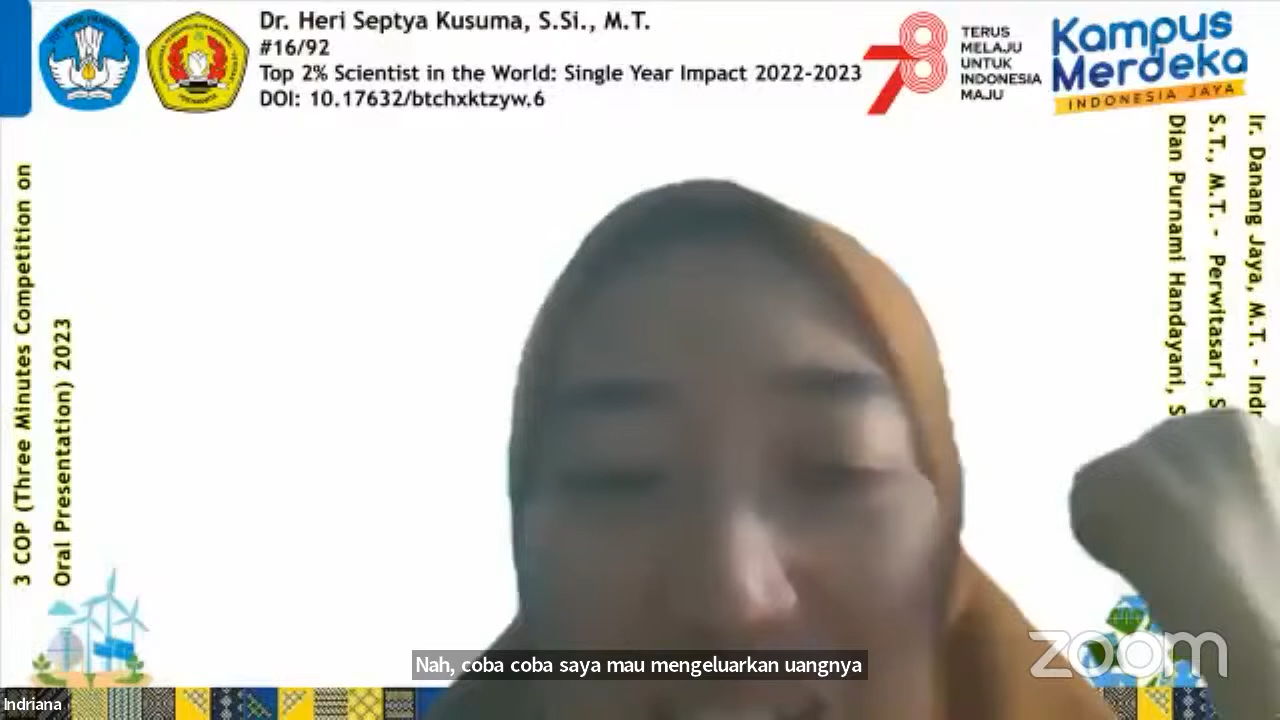 Dr. Heri Septya Kusuma, S.Si., M.T.
#16/92
Top 2% Scientist in the World: Single Year Impact 2022-2023
DOI: 10.17632/btchxktzyw.6
78
TERUS
MELAJU
UNTUK
INDONESIA
MAJU
Kampus
Merdeka
INDONESIA JAYA
3 COP (Three Minutes Competition on
Oral Presentation) 2023
Ir. Danang Jaya, M.T. - Indr
S.T., M.T. - Perwitasari, S
Dian Purnami Handayani, S
zoom
Nah, coba coba saya mau mengeluarkan uangnya
Indriana